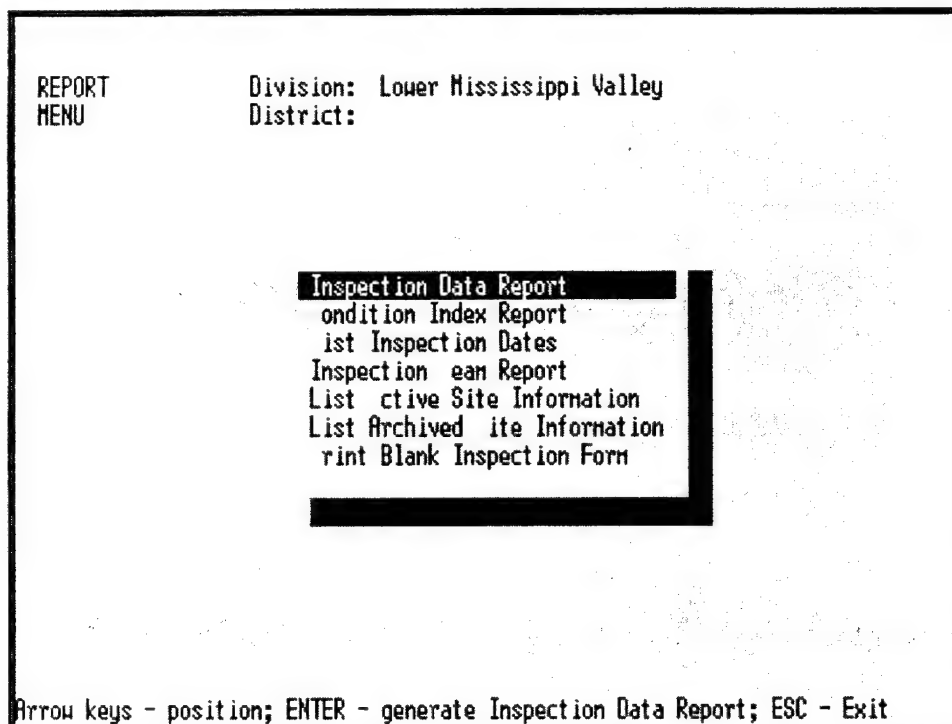 REPORT Division: Lower Mississippi Valley
MENU District:
Inspection Data Report
ondition Index Report
ist Inspection Dates
Inspection eam Report
List ctive Site Information
List Archived ite Information
rint Blank Inspection Form
Arrow keys - position; ENTER - generate Inspection Data Report; ESC - Exit